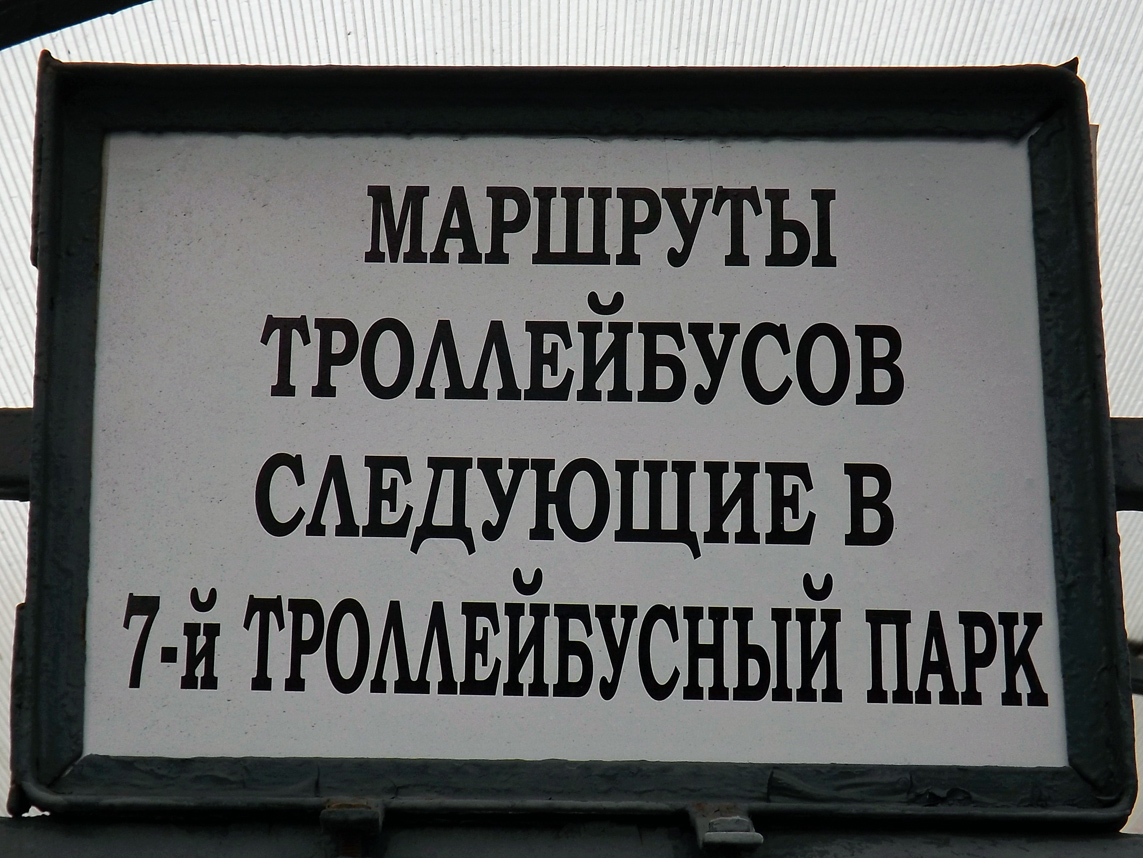 МАРШРУТЫ
ТРОЛЛЕЙБУСОВ
СЛЕДУЮЩИЕ В
7-й ТРОЛЛЕЙБУСНЫЙ ПАРК